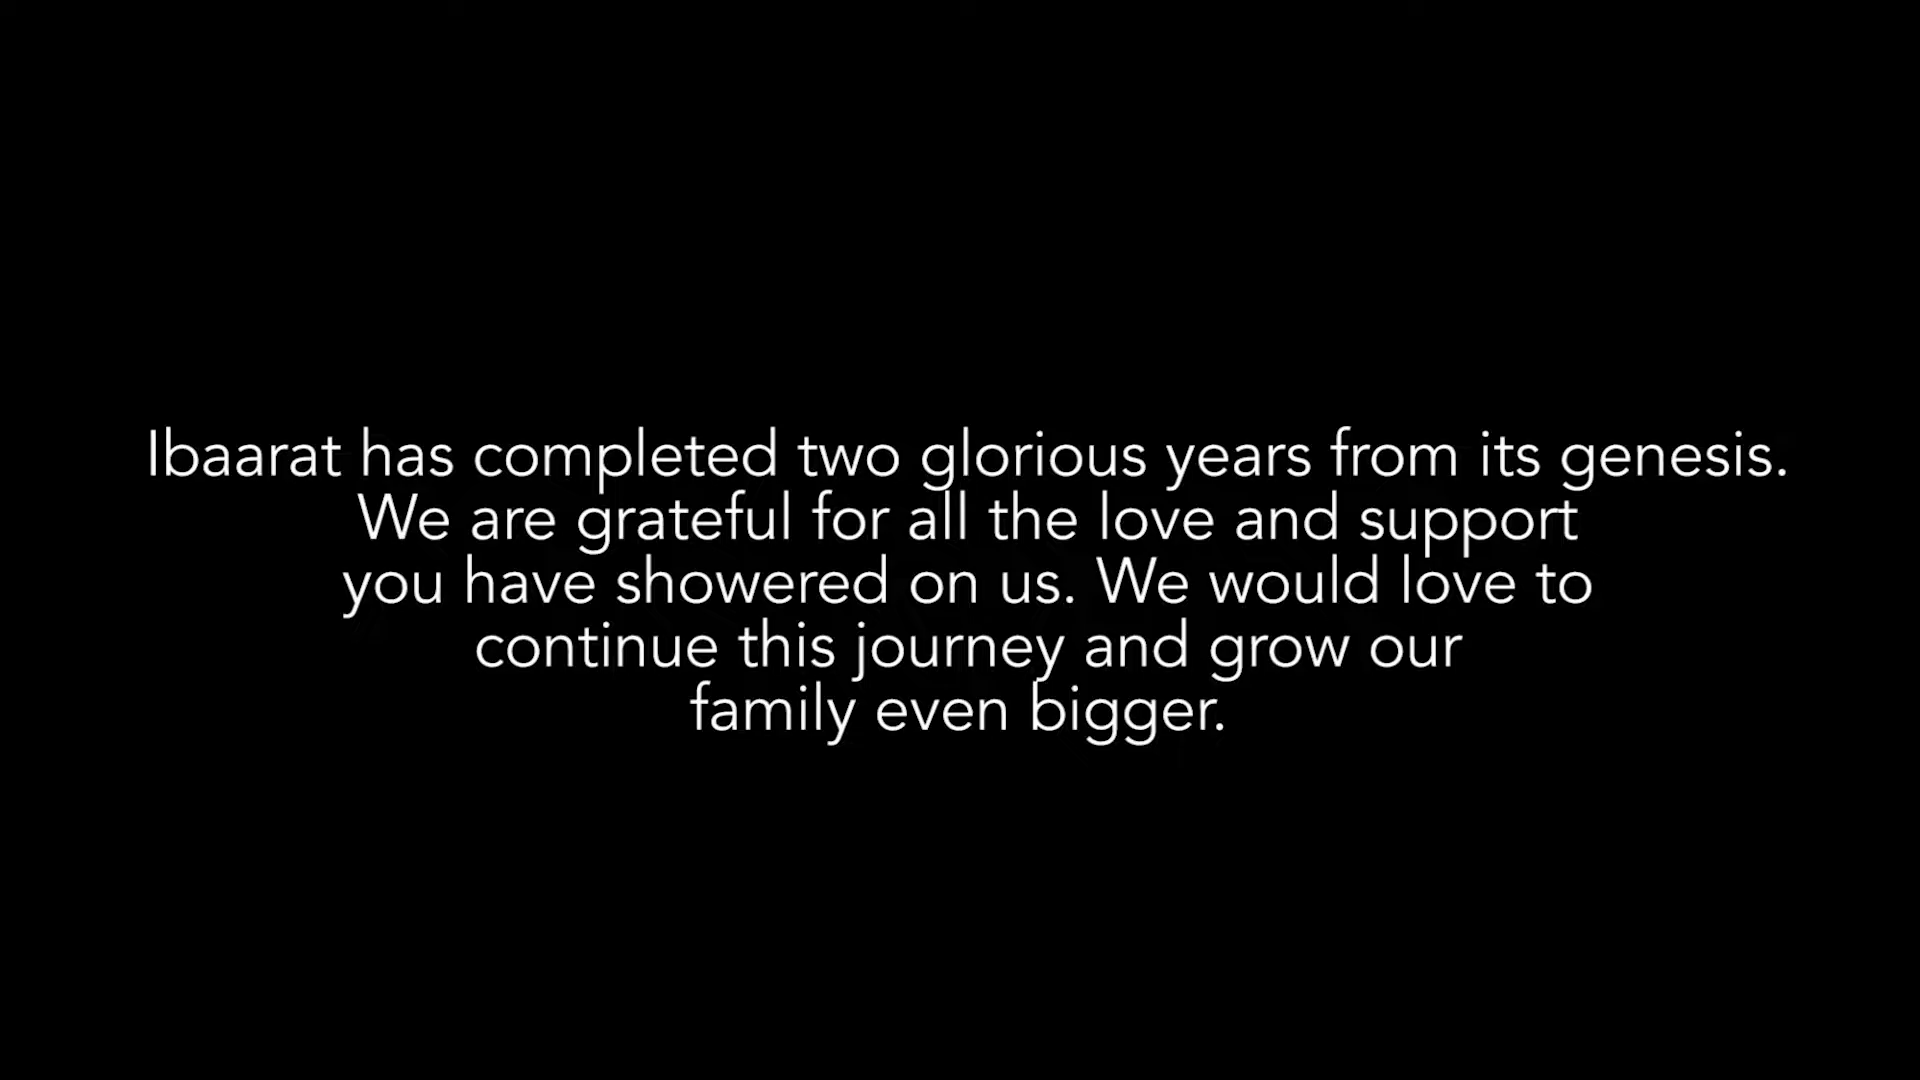 Ibaarat has completed two glorious years from its genesis.
We are grateful for all the love and support
you have showered on us. We would love to
continue this journey and grow our
family even bigger.